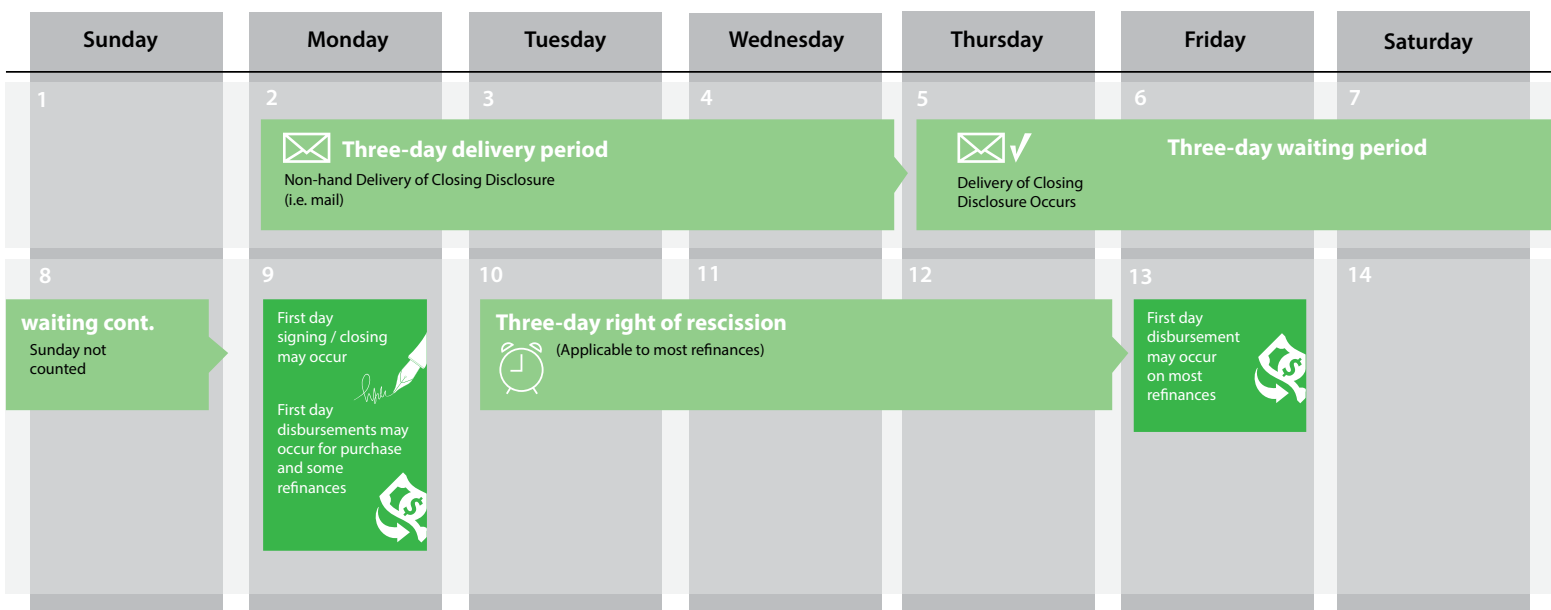 Sunday
Monday
Tuesday
Wednesday
Thursday
Friday
Saturday
1
2
3
4
5
6
7
Three-day delivery period
Non-hand Delivery of Closing Disclosure
(i.e. mail)
Delivery of Closing
Disclosure Occurs
Three-day waiting period
8
9
10
11
12
13
14
waiting cont.
Sunday not
counted
First day
signing / closing
may occur
First day
disbursements may
occur for purchase
and some
refinances
Three-day right of rescission
(Applicable to most refinances)
First day
disbursement
may occur
on most
refinances